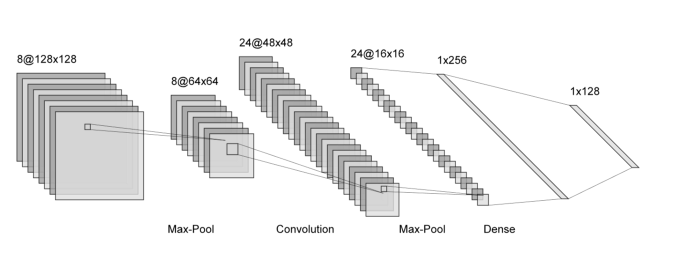 24@48x48
24@16x16
8@128x128
8@64x64
1x256
1x128
Max-Pool
Convolution
Max-Pool
Dense